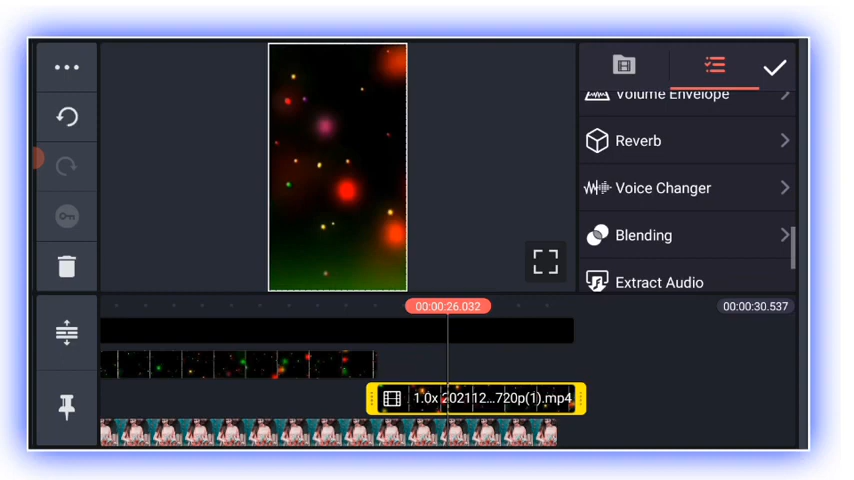 Volume Envelope
Reverb
Voice Changer
Blending
Extract Audio
00:00:26.032
00:00:30.537
1.0x 202112...720p(1).mp4